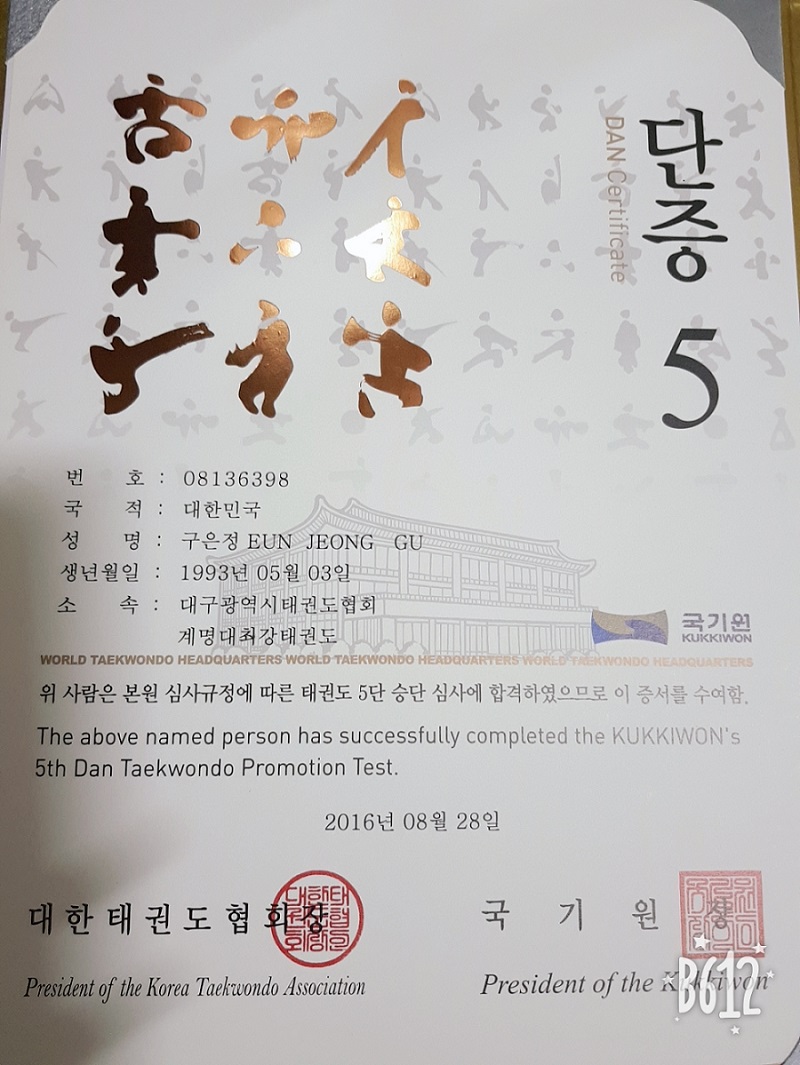 단증
DAN Certificate
5
번 호 : 08136398
국 적 : 대한민국
성 명 : 구은정 EUN JEONG GU
생년월일 : 1993년 05월 03일
소 속 : 대구광역시태권도협회
계명대최강태권도
국기원
KUKKIWON
WORLD TAEKWONDO HEADQUARTERS WORLD TAEKWONDO HEADQUARTERS WORLD TAEKWONDO HEADQUARTERS
위 사람은 본원 심사규정에 따른 태권도 5단 승단 심사에 합격하였으므로 이 증서를 수여함.
The above named person has successfully completed the KUKKIWON's
5th Dan Taekwondo Promotion Test.
2016년 08월 28일
대한태권도협회장
President of the Korea Taekwondo Association
국 기 원 장
President of the Kukkiwon
B612